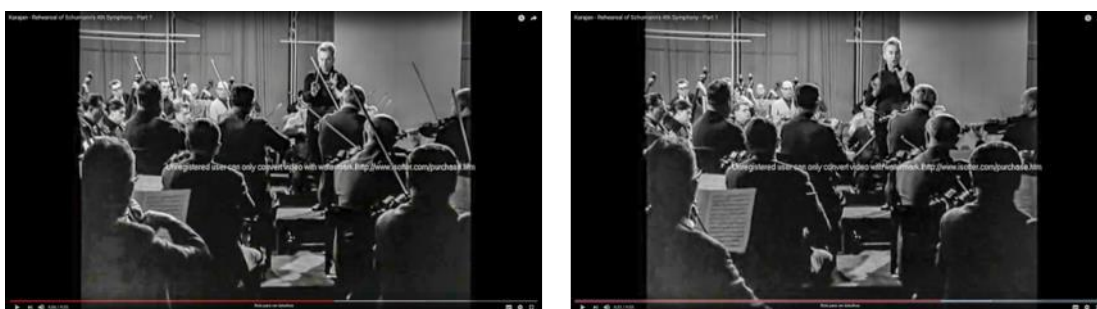 Karajan - Rehearsal of Schumann's 4th Symphony - Part 1
Unregistered user can only convert video with watermark.(http://www.isofter.com/purchase.htm
Karajan - Rehearsal of Schumann's 4th Symphony - Part 1
Unregistered user can only convert video with watermark.(http://www.isofter.com/purchase.htm